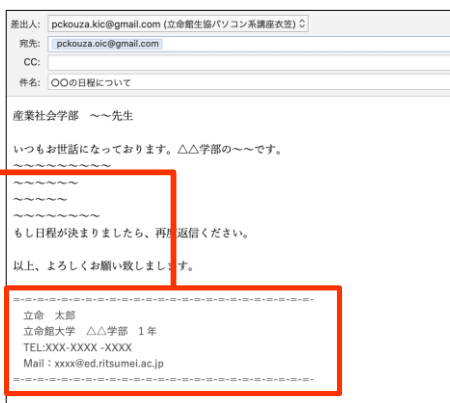 差出人: pckouza.kic@gmail.com (立命館生協パソコン系講座衣笠)
宛先: pckouza.oic@gmail.com
CC:
件名: 〇〇の日程について
産業社会学部 ～～先生
いつもお世話になっております。△△学部の～～です。
～～～～～～～～～
～～～～～～
～～～～～
～～～～～～～～
もし日程が決まりましたら、再度返信ください。
以上、よろしくお願い致しまします。
=-=-=-=-=-=-=-=-=-=-=-=-=-=-=-=-=-=-=-=-=-=-=-=-=-
立命 太郎
立命館大学 △△学部 1年
TEL:XXX-XXXX -XXXX
Mail：xxxx@ed.ritsumei.ac.jp
=-=-=-=-=-=-=-=-=-=-=-=-=-=-=-=-=-=-=-=-=-=-=-=-=-